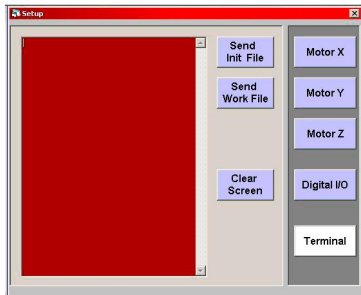 Setup
Send
Init File
Send
Work File
Clear
Screen
Motor X
Motor Y
Motor Z
Digital I/O
Terminal